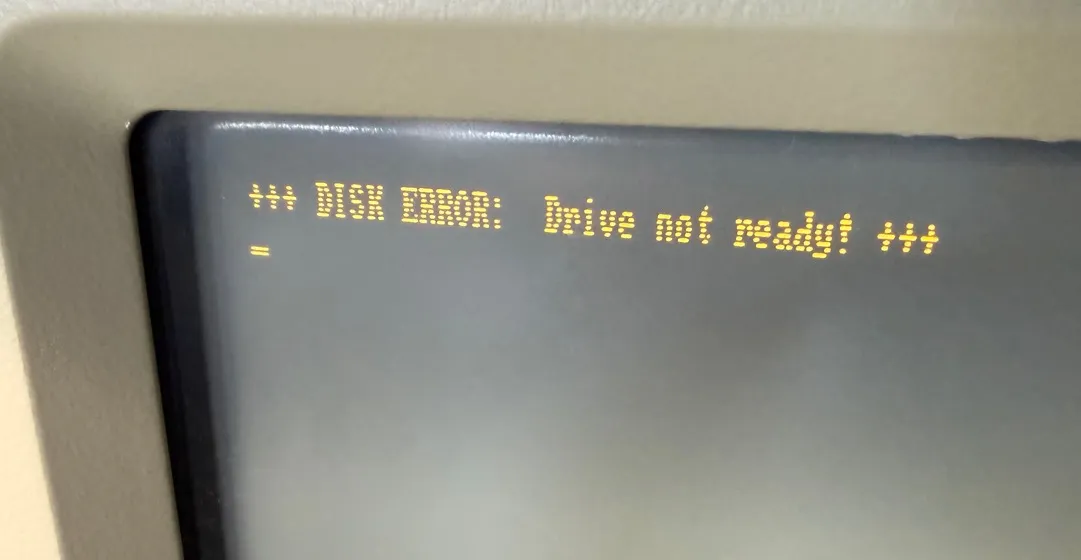 +++ DISK ERROR:  Drive not ready! +++
=